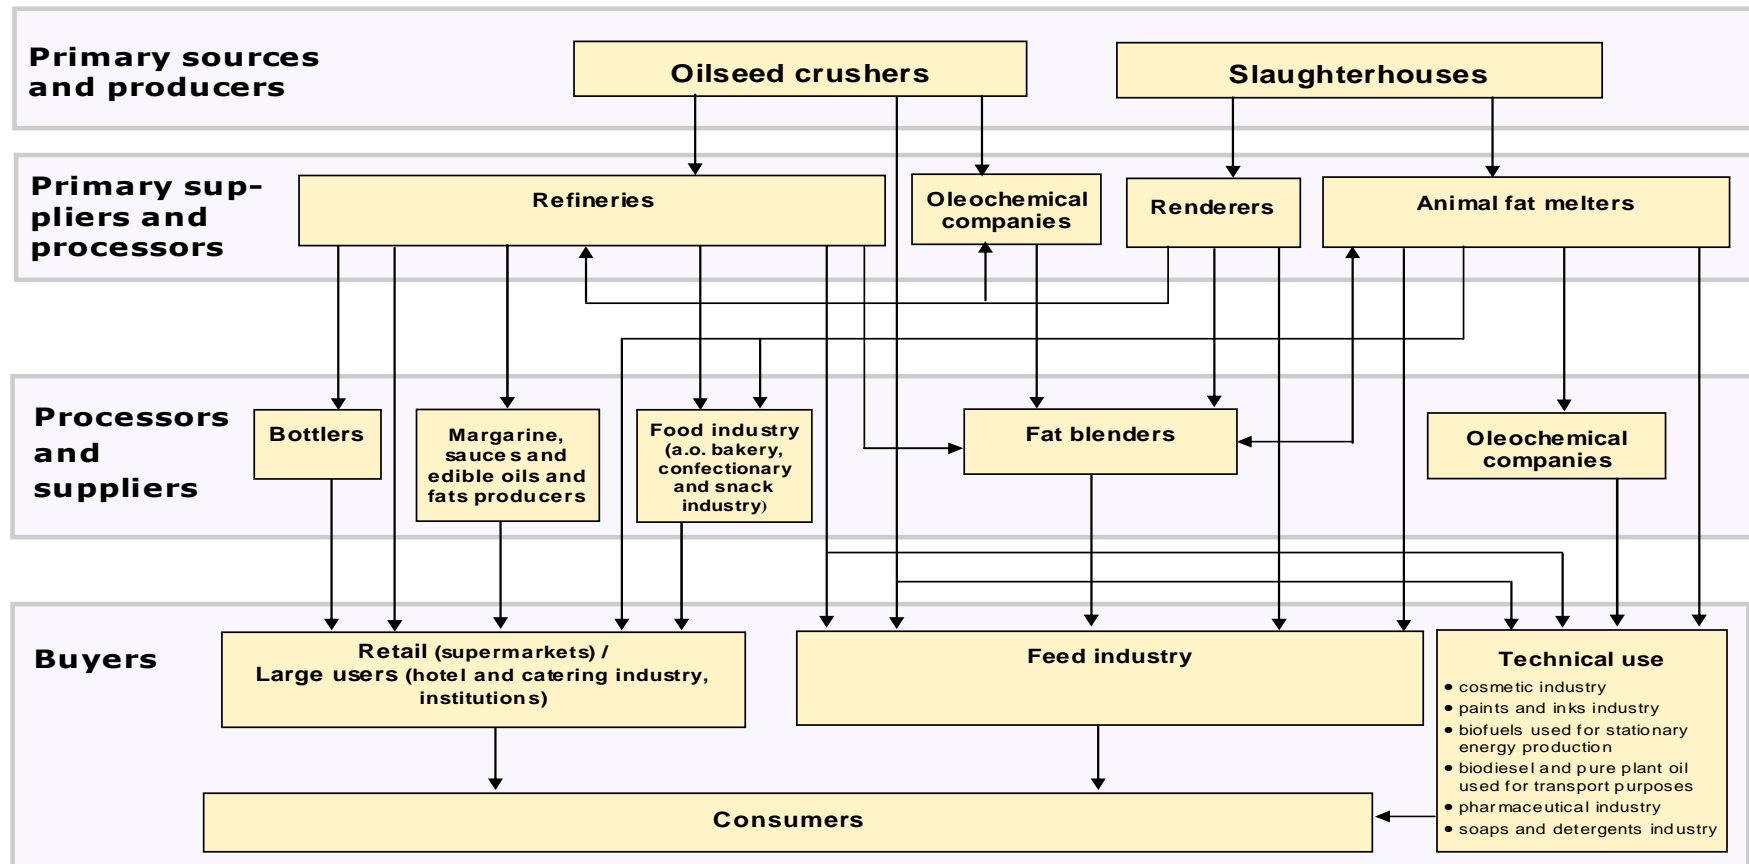 Primary sources
and producers
Oilseed crushers
Slaughterhouses
Primary sup-
pliers and
processors
Refineries
Oleochemical
companies
Renderers
Animal fat melters
Processors
and
suppliers
Bottlers
Margarine,
sauces and
edible oils and
fats producers
Food industry
(a.o. bakery,
confectionary
and snack
industry)
Fat blenders
Oleochemical
companies
Buyers
Retail (supermarkets) /
Large users (hotel and catering industry,
institutions)
Feed industry
Technical use
• cosmetic industry
• paints and inks industry
• biofuels used for stationary
energy production
• biodiesel and pure plant oil
used for transport purposes
• pharmaceutical industry
• soaps and detergents industry
Consumers